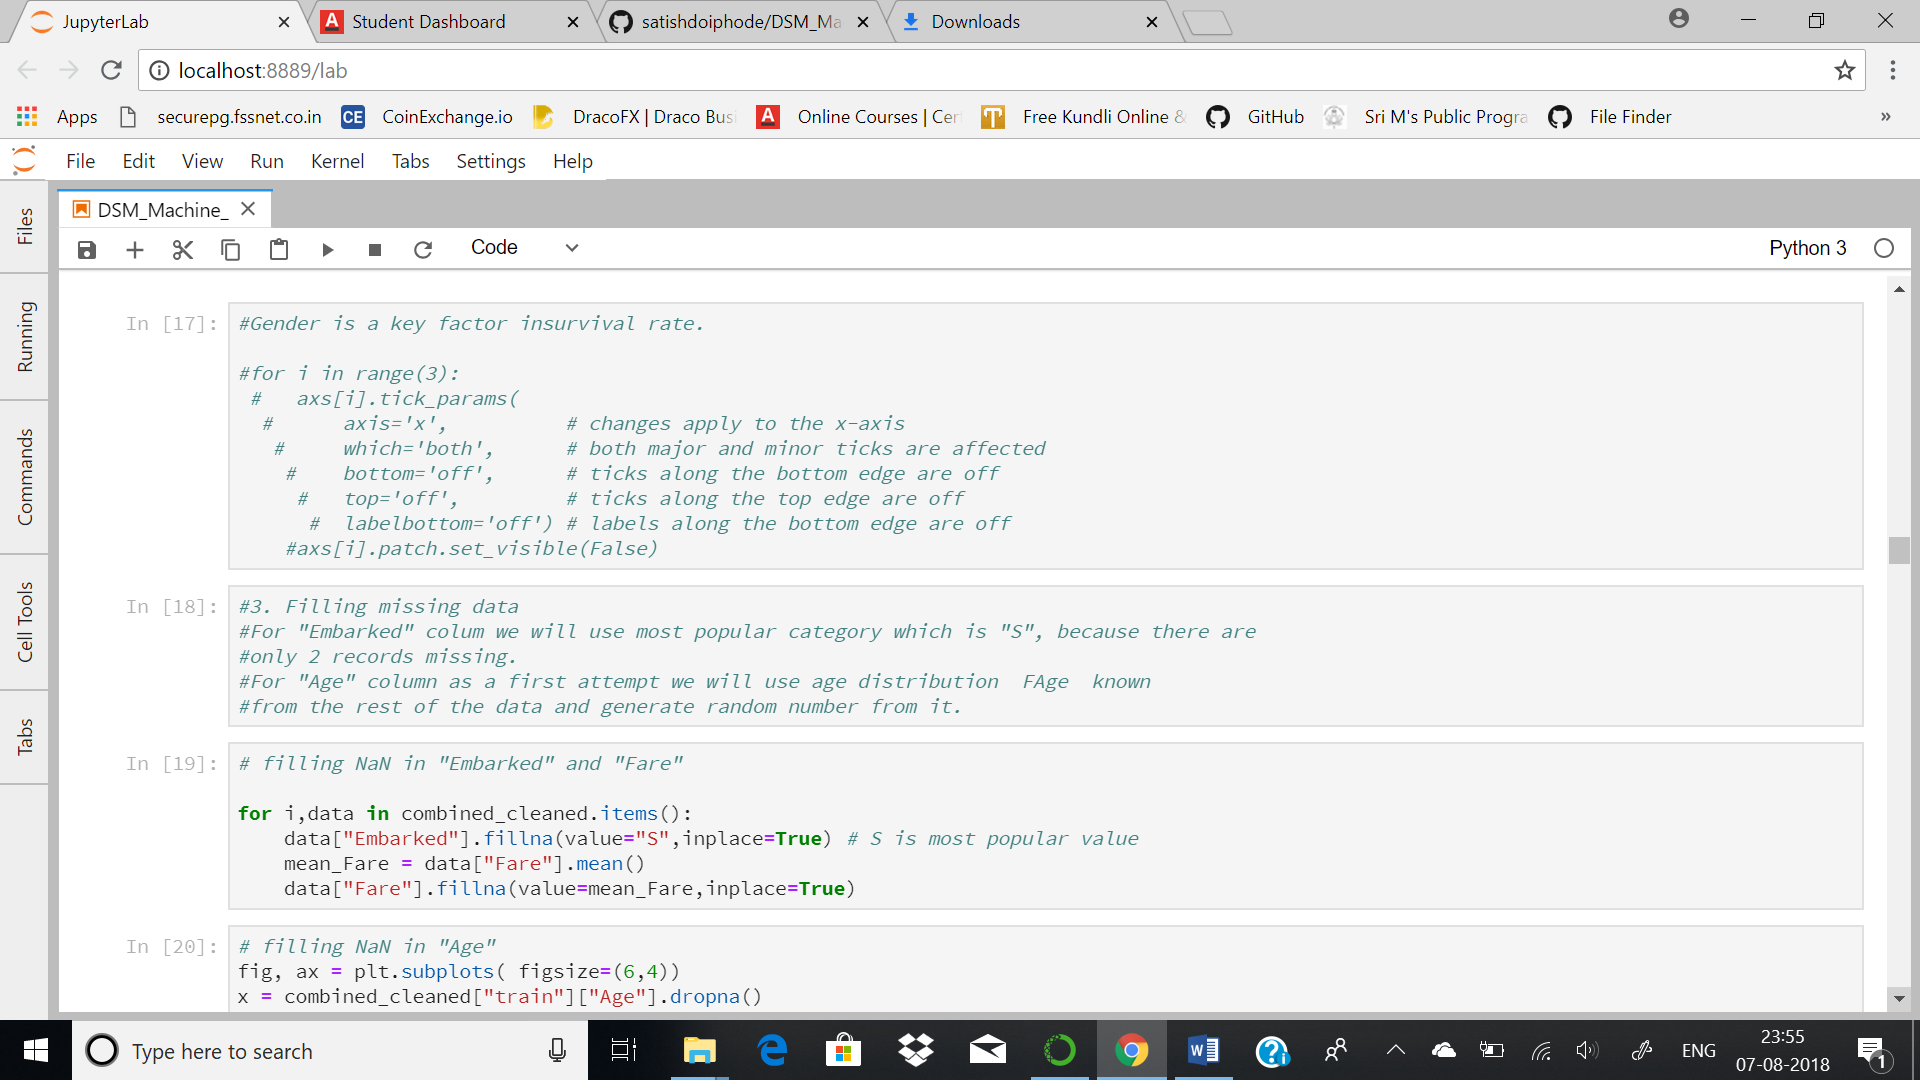 JupyterLab
Student Dashboard
satishdoiphode/DSM_Ma
Downloads
localhost:8889/lab
Apps
securepg.fssnet.co.in
CE CoinExchange.io
DracoFX | Draco Busi
A Online Courses | Cer
T Free Kundli Online &
GitHub
Sri M's Public Progra
File Finder
»
File Edit View Run Kernel Tabs Settings Help
Files
Running
Commands
Cell Tools
Tabs
DSM_Machine_
Code
Python 3
In [17]:
#Gender is a key factor insurvival rate.
#for i in range(3):
#   axs[i].tick_params(
#      axis='x',          # changes apply to the x-axis
#     which='both',      # both major and minor ticks are affected
#    bottom='off',      # ticks along the bottom edge are off
#   top='off',         # ticks along the top edge are off
#  labelbottom='off') # labels along the bottom edge are off
#axs[i].patch.set_visible(False)
In [18]:
#3. Filling missing data
#For "Embarked" colum we will use most popular category which is "S", because there are
#only 2 records missing.
#For "Age" column as a first attempt we will use age distribution  FAge  known
#from the rest of the data and generate random number from it.
In [19]:
# filling NaN in "Embarked" and "Fare"
for i,data in combined_cleaned.items():
    data["Embarked"].fillna(value="S",inplace=True) # S is most popular value
    mean_Fare = data["Fare"].mean()
    data["Fare"].fillna(value=mean_Fare,inplace=True)
In [20]:
# filling NaN in "Age"
fig, ax = plt.subplots( figsize=(6,4))
x = combined_cleaned["train"]["Age"].dropna()
Type here to search
ENG
23:55
07-08-2018
1